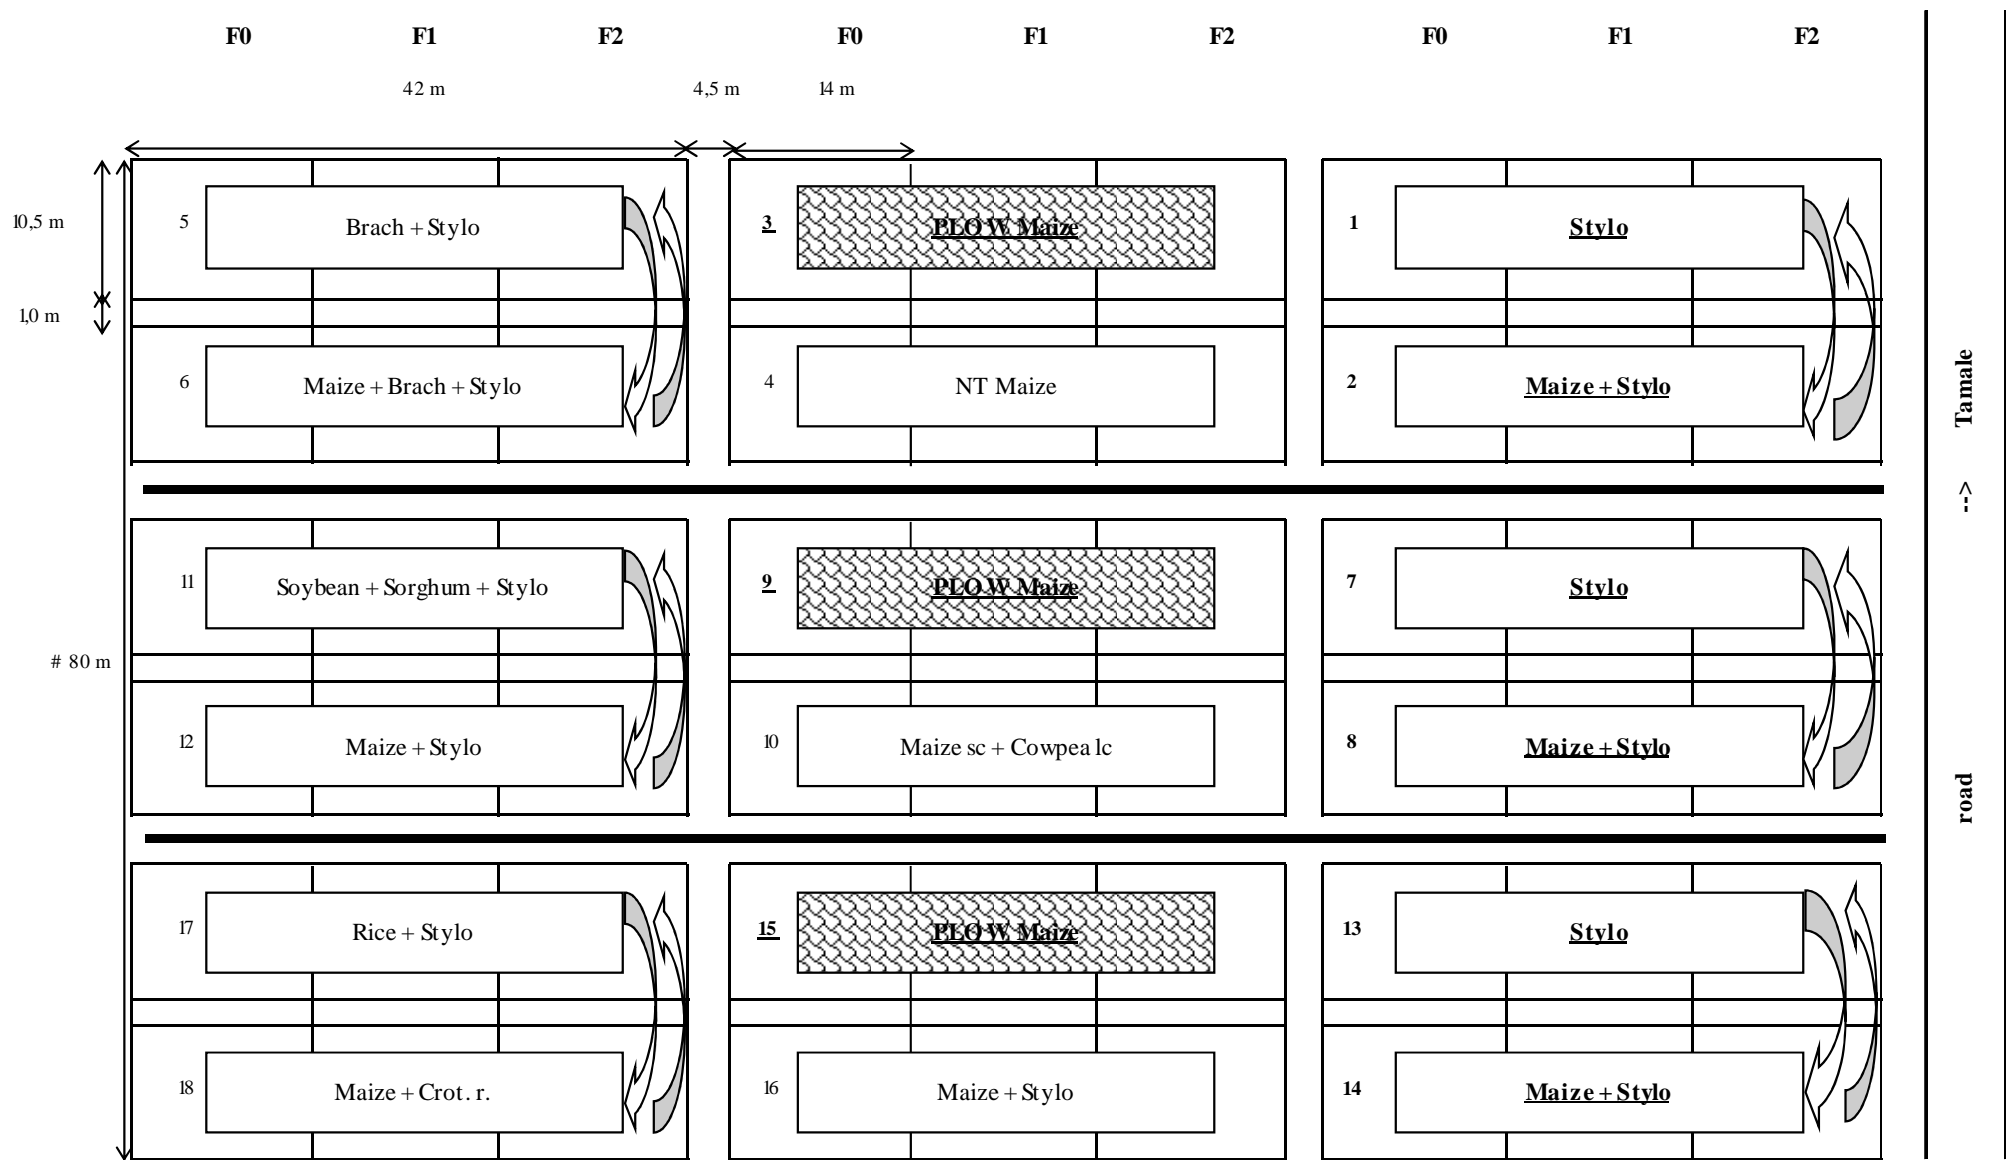 F0 F1 F2 F0 F1 F2 F0 F1 F2
42 m 4,5 m 14 m
10,5 m 5 Brach + Stylo 3 PLOW Maize 1 Stylo
1,0 m
6 Maize + Brach + Stylo 4 NT Maize 2 Maize + Stylo
11 Soybean + Sorghum + Stylo 9 PLOW Maize 7 Stylo
# 80 m
12 Maize + Stylo 10 Maize sc + Cowpea lc 8 Maize + Stylo
17 Rice + Stylo 15 PLOW Maize 13 Stylo
18 Maize + Crot. r. 16 Maize + Stylo 14 Maize + Stylo
road --> Tamale